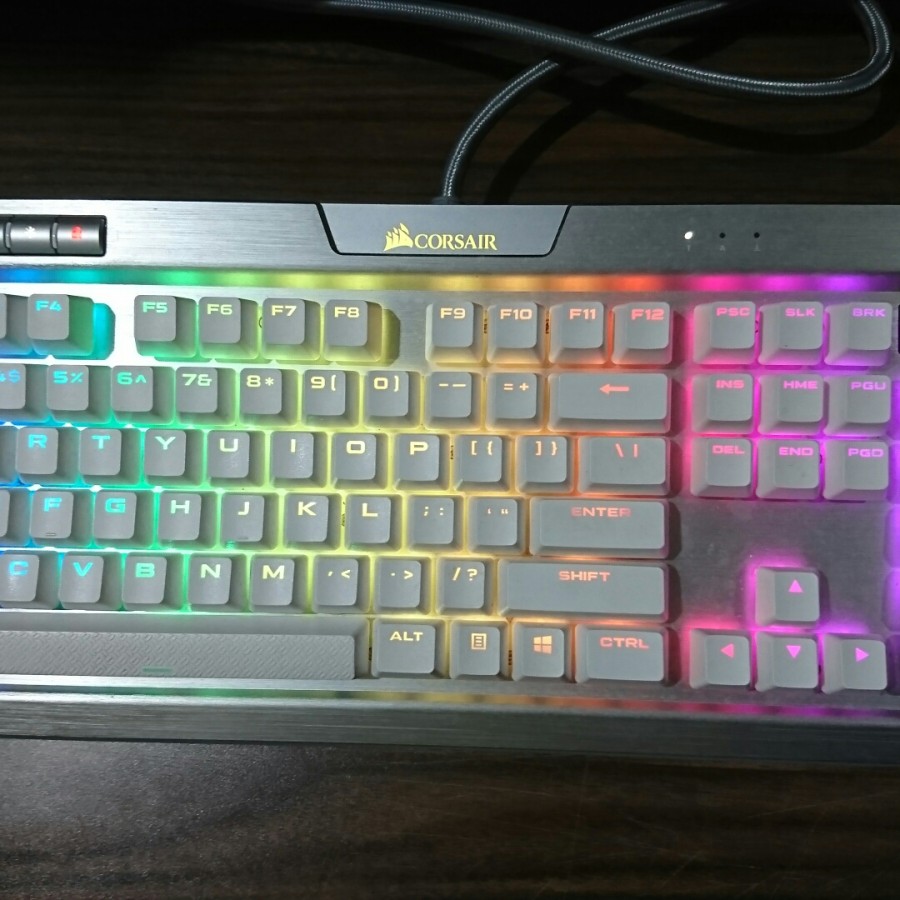 CORSAIR
F4 F5 F6 F7 F8 F9 F10 F11 F12 PSC SLK BRK
4$ 5% 6^ 7& 8* 9( 0) -– =+ ← INS HME PGU
R T Y U I O P [{ ]} \| DEL END PGD
F G H J K L ;: '" ENTER
C V B N M ,< .> /? SHIFT ▲
ALT CTRL ◀ ▼ ▶